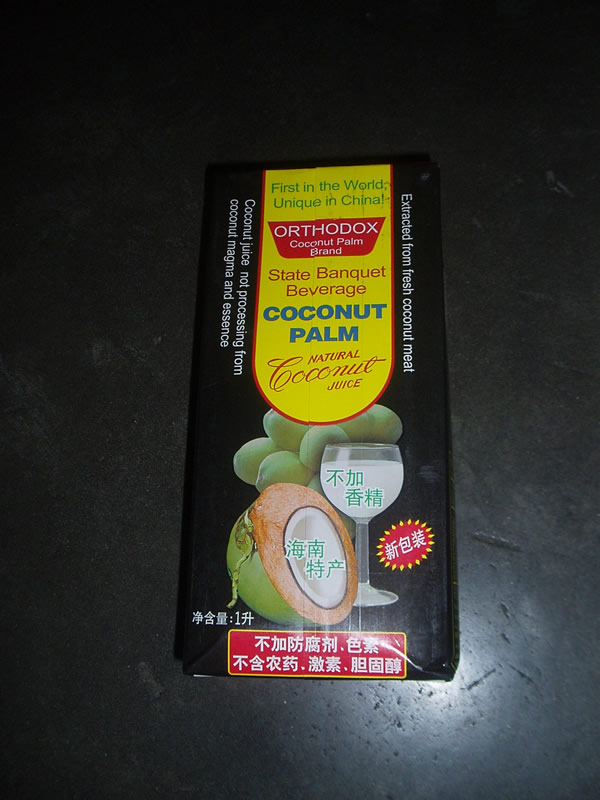 First in the World,
Unique in China!
ORTHODOX
Coconut Palm
Brand
State Banquet
Beverage
COCONUT
PALM
NATURAL
Coconut
JUICE
Coconut juice not processing from
coconut magma and essence
Extracted from fresh coconut meat
不加
香精
海南
特产
新包装
净含量:1升
不加防腐剂、色素
不含农药、激素、胆固醇